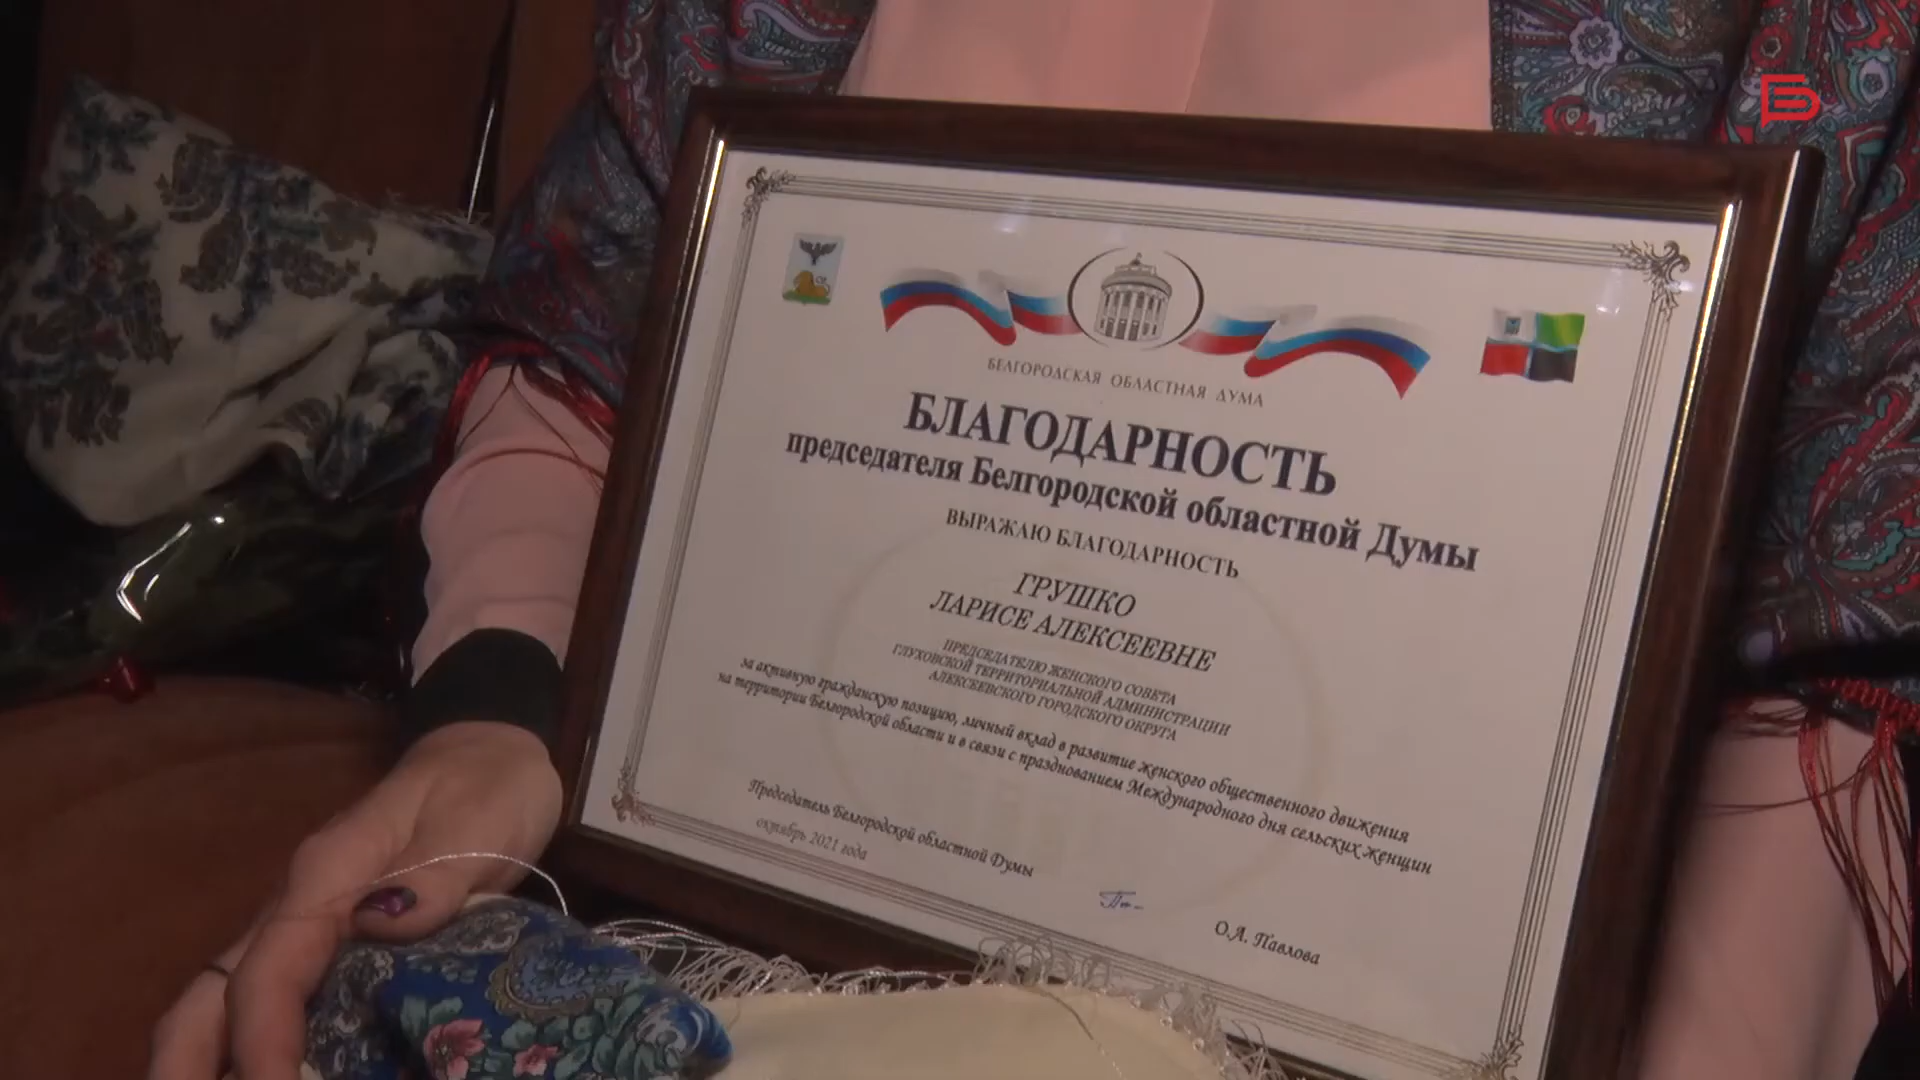 БЕЛГОРОДСКАЯ ОБЛАСТНАЯ ДУМА
БЛАГОДАРНОСТЬ
председателя Белгородской областной Думы
ВЫРАЖАЮ БЛАГОДАРНОСТЬ
ГРУШКО
ЛАРИСЕ АЛЕКСЕЕВНЕ
ПРЕДСЕДАТЕЛЮ ЖЕНСКОГО СОВЕТА
ГЛУХОВСКОЙ ТЕРРИТОРИАЛЬНОЙ АДМИНИСТРАЦИИ
АЛЕКСЕЕВСКОГО ГОРОДСКОГО ОКРУГА
за активную гражданскую позицию, личный вклад в развитие женского общественного движения
на территории Белгородской области и в связи с празднованием Международного дня сельских женщин
Председатель Белгородской областной Думы
октябрь 2021 года
О.А. Павлова